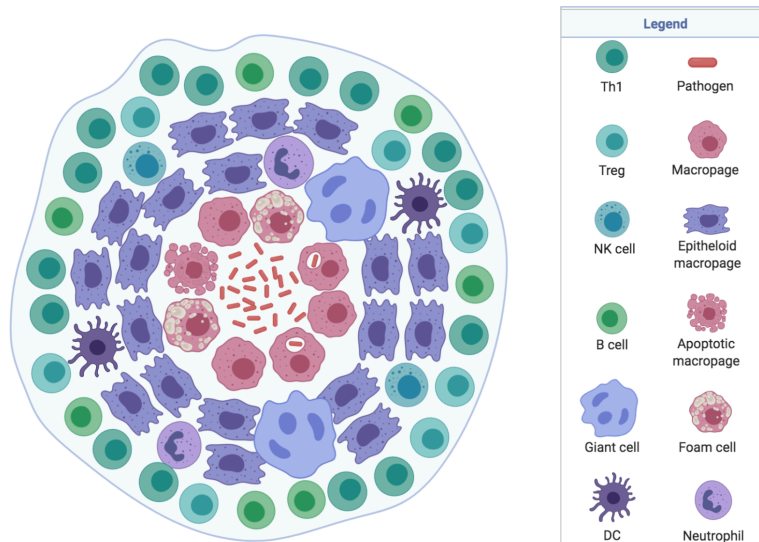 Legend
Th1
Pathogen
Treg
Macropage
NK cell
Epitheloid
macropage
B cell
Apoptotic
macropage
Giant cell
Foam cell
DC
Neutrophil